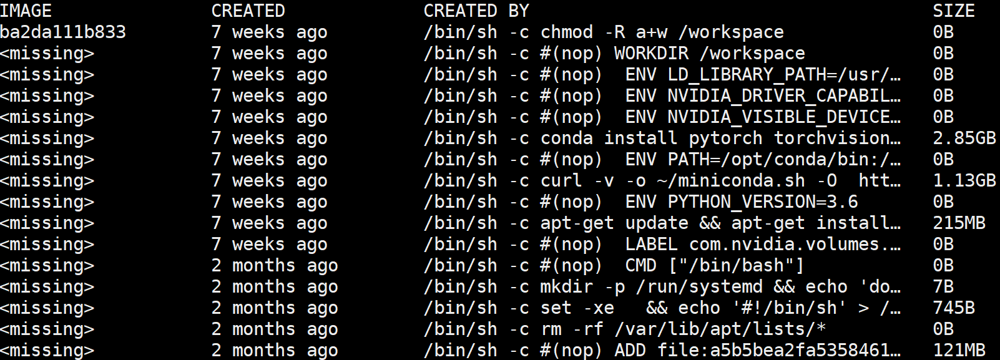 IMAGE CREATED CREATED BY SIZE
ba2da111b833 7 weeks ago /bin/sh -c chmod -R a+w /workspace 0B
<missing> 7 weeks ago /bin/sh -c #(nop) WORKDIR /workspace 0B
<missing> 7 weeks ago /bin/sh -c #(nop)  ENV LD_LIBRARY_PATH=/usr/… 0B
<missing> 7 weeks ago /bin/sh -c #(nop)  ENV NVIDIA_DRIVER_CAPABIL… 0B
<missing> 7 weeks ago /bin/sh -c #(nop)  ENV NVIDIA_VISIBLE_DEVICE… 0B
<missing> 7 weeks ago /bin/sh -c conda install pytorch torchvision… 2.85GB
<missing> 7 weeks ago /bin/sh -c #(nop)  ENV PATH=/opt/conda/bin:/… 0B
<missing> 7 weeks ago /bin/sh -c curl -v -o ~/miniconda.sh -O  htt… 1.13GB
<missing> 7 weeks ago /bin/sh -c #(nop)  ENV PYTHON_VERSION=3.6 0B
<missing> 7 weeks ago /bin/sh -c apt-get update && apt-get install… 215MB
<missing> 7 weeks ago /bin/sh -c #(nop)  LABEL com.nvidia.volumes.… 0B
<missing> 2 months ago /bin/sh -c #(nop)  CMD ["/bin/bash"] 0B
<missing> 2 months ago /bin/sh -c mkdir -p /run/systemd && echo 'do… 7B
<missing> 2 months ago /bin/sh -c set -xe   && echo '#!/bin/sh' > /… 745B
<missing> 2 months ago /bin/sh -c rm -rf /var/lib/apt/lists/* 0B
<missing> 2 months ago /bin/sh -c #(nop) ADD file:a5b5bea2fa5358461… 121MB